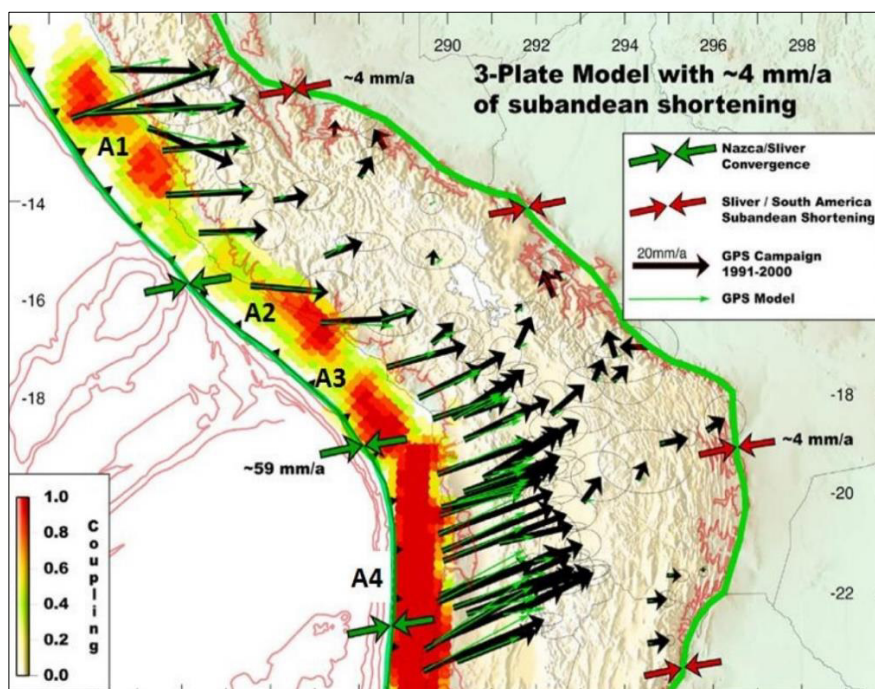 290 292 294 296 298
~4 mm/a
3-Plate Model with ~4 mm/a
of subandean shortening
Nazca/Sliver
Convergence
Sliver / South America
Subandean Shortening
20mm/a
GPS Campaign
1991-2000
GPS Model
A1
-14
A2
-16
A3
-18
-18
~59 mm/a
~4 mm/a
-20
A4
-22
1.0
0.8
0.6
0.4
0.2
0.0
Coupling